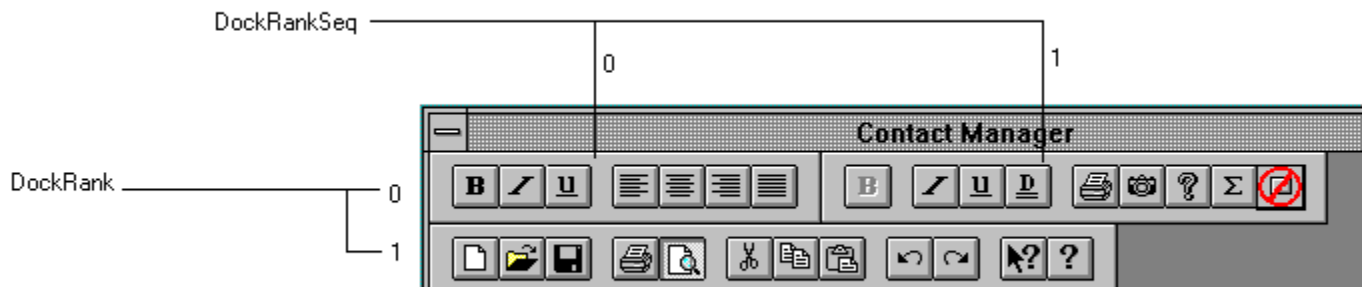 DockRankSeq
0
1
Contact Manager
DockRank
0
B I U B I U D ? Σ
1
? ?